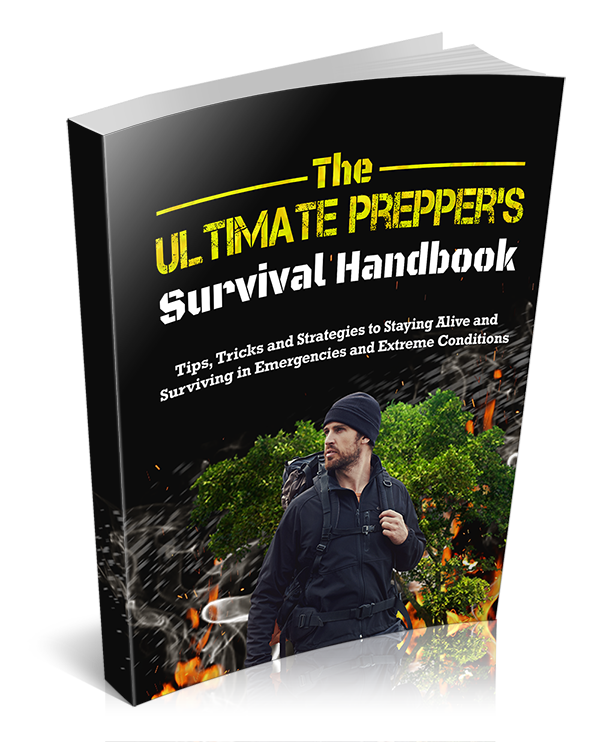 The
ULTIMATE PREPPER'S
Survival Handbook
Tips, Tricks and Strategies to Staying Alive and
Surviving in Emergencies and Extreme Conditions